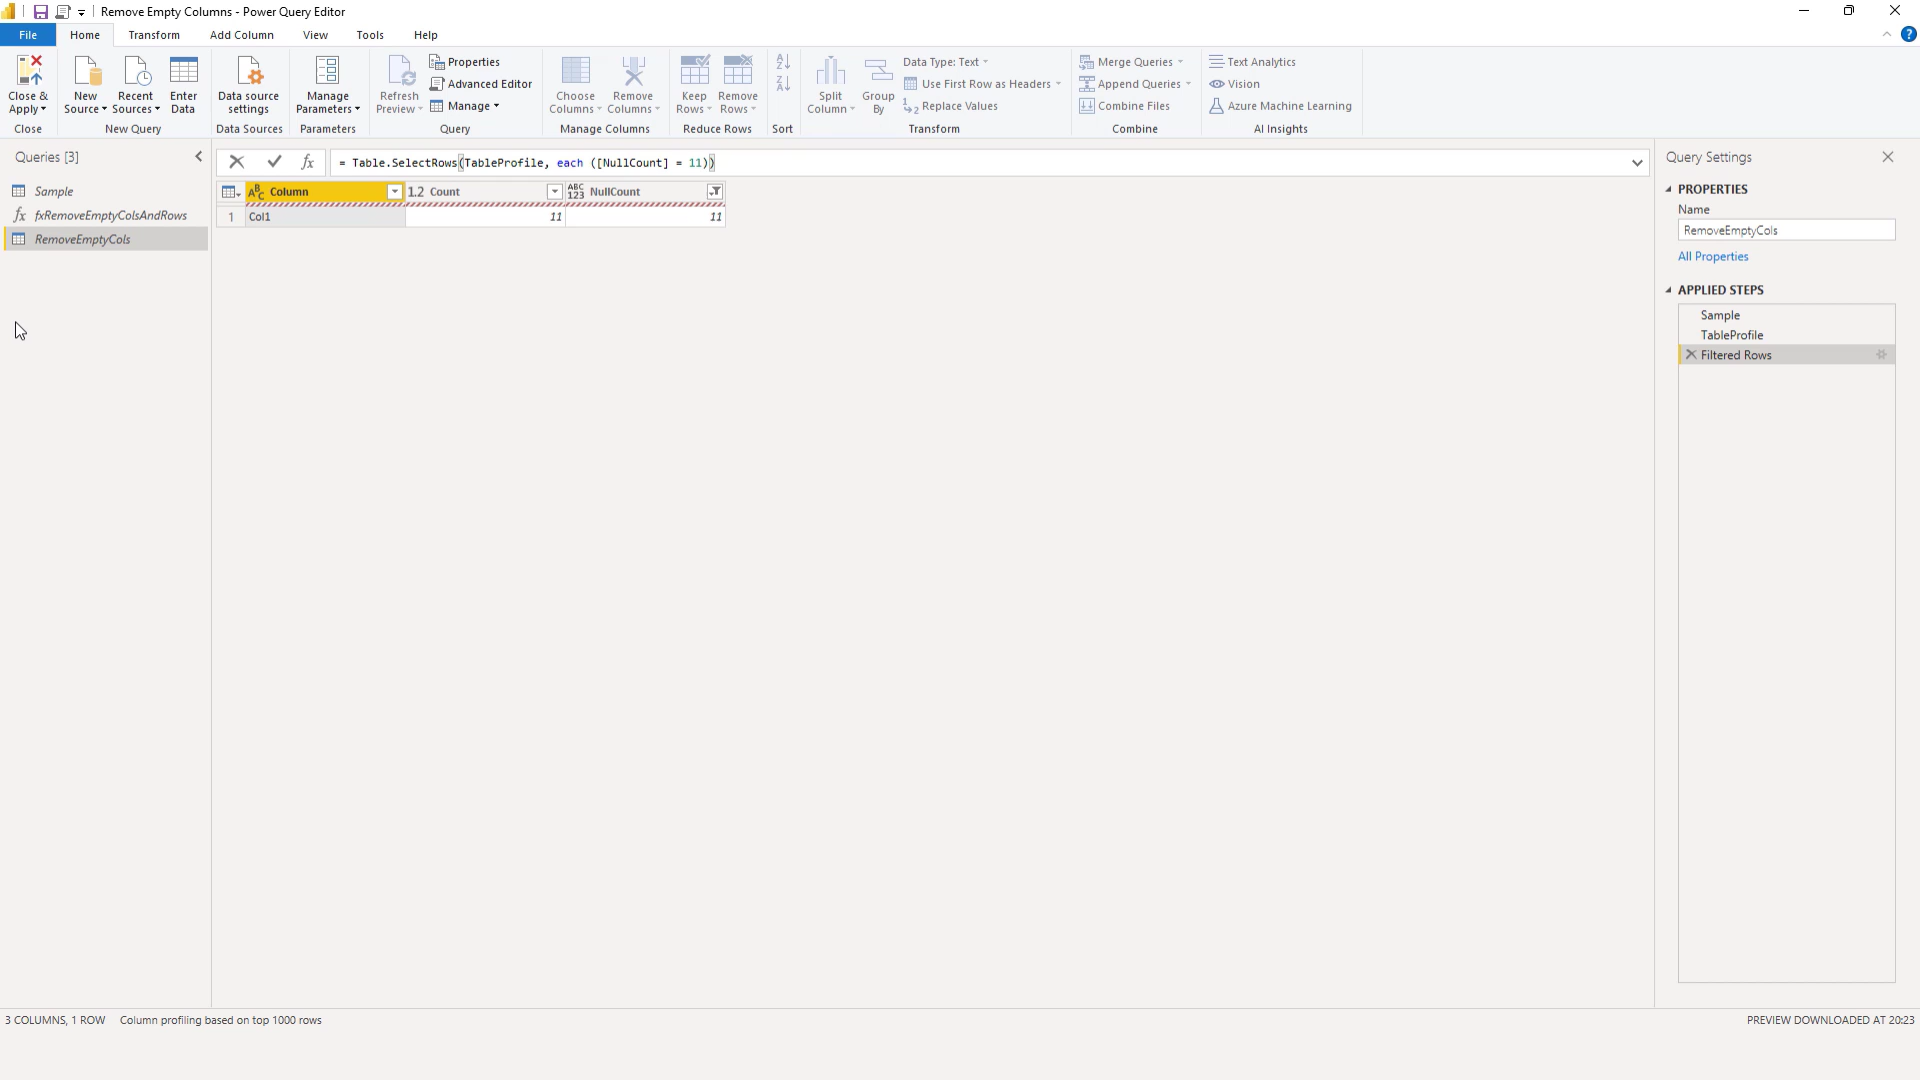 Remove Empty Columns - Power Query Editor
File Home Transform Add Column View Tools Help
Close & Apply
Close
New Source
Recent Sources
Enter Data
New Query
Data source settings
Data Sources
Manage Parameters
Parameters
Refresh Preview
Properties
Advanced Editor
Manage
Query
Choose Columns
Remove Columns
Manage Columns
Keep Rows
Remove Rows
Reduce Rows
Sort
Split Column
Group By
Data Type: Text
Use First Row as Headers
Replace Values
Transform
Merge Queries
Append Queries
Combine Files
Combine
Text Analytics
Vision
Azure Machine Learning
AI Insights
Queries [3]
Sample
fx fxRemoveEmptyColsAndRows
RemoveEmptyCols
fx = Table.SelectRows(TableProfile, each ([NullCount] = 11))
ABC Column 1.2 Count ABC 123 NullCount
1 Col1 11 11
Query Settings
PROPERTIES
Name
RemoveEmptyCols
All Properties
APPLIED STEPS
Sample
TableProfile
Filtered Rows
3 COLUMNS, 1 ROW Column profiling based on top 1000 rows
PREVIEW DOWNLOADED AT 20:23